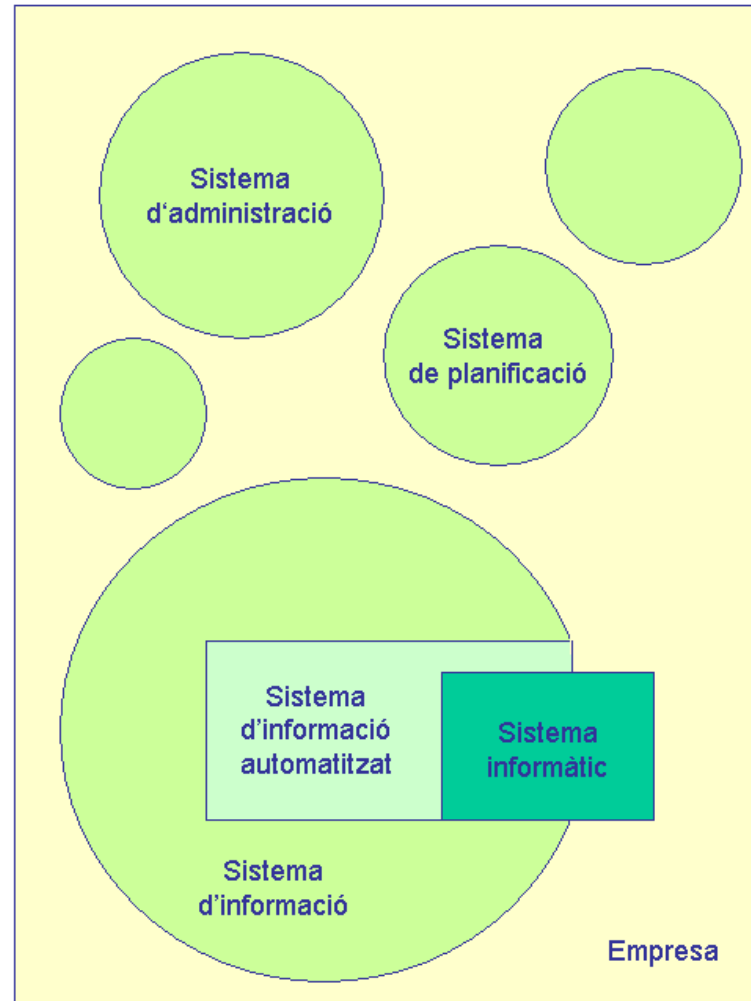 Sistema
d‘administració
Sistema
de planificació
Sistema
d’informació
automatitzat
Sistema
informàtic
Sistema
d’informació
Empresa